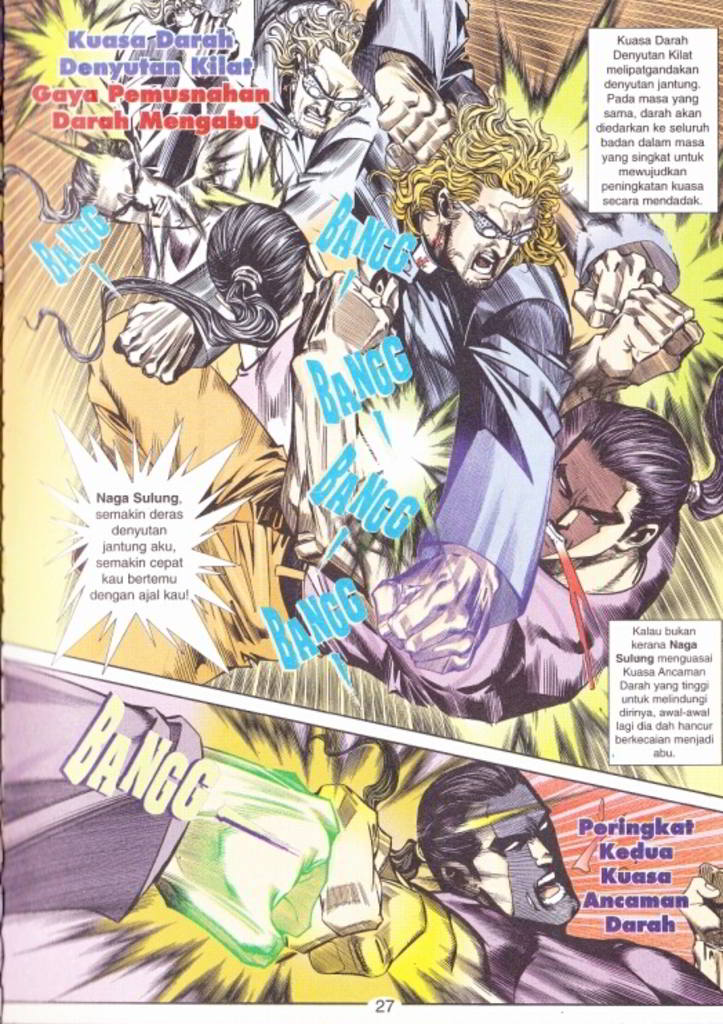 Kuasa Darah
Denyutan Kilat
Gaya Pemusnahan
Darah Mengabu
Kuasa Darah
Denyutan Kilat
melipatgandakan
denyutan jantung.
Pada masa yang
sama, darah akan
diedarkan ke seluruh
badan dalam masa
yang singkat untuk
mewujudkan
peningkatan kuasa
secara mendadak.
BANGG
BANGG
BANGG
BANGG
BANGG
Naga Sulung,
semakin deras
denyutan
jantung aku,
semakin cepat
kau bertemu
dengan ajal kau!
Kalau bukan
kerana Naga
Sulung menguasai
Kuasa Ancaman
Darah yang tinggi
untuk melindungi
dirinya, awal-awal
lagi dia dah hancur
berkecaian menjadi
abu.
BANGG
Peringkat
Kedua
Kuasa
Ancaman
Darah
27